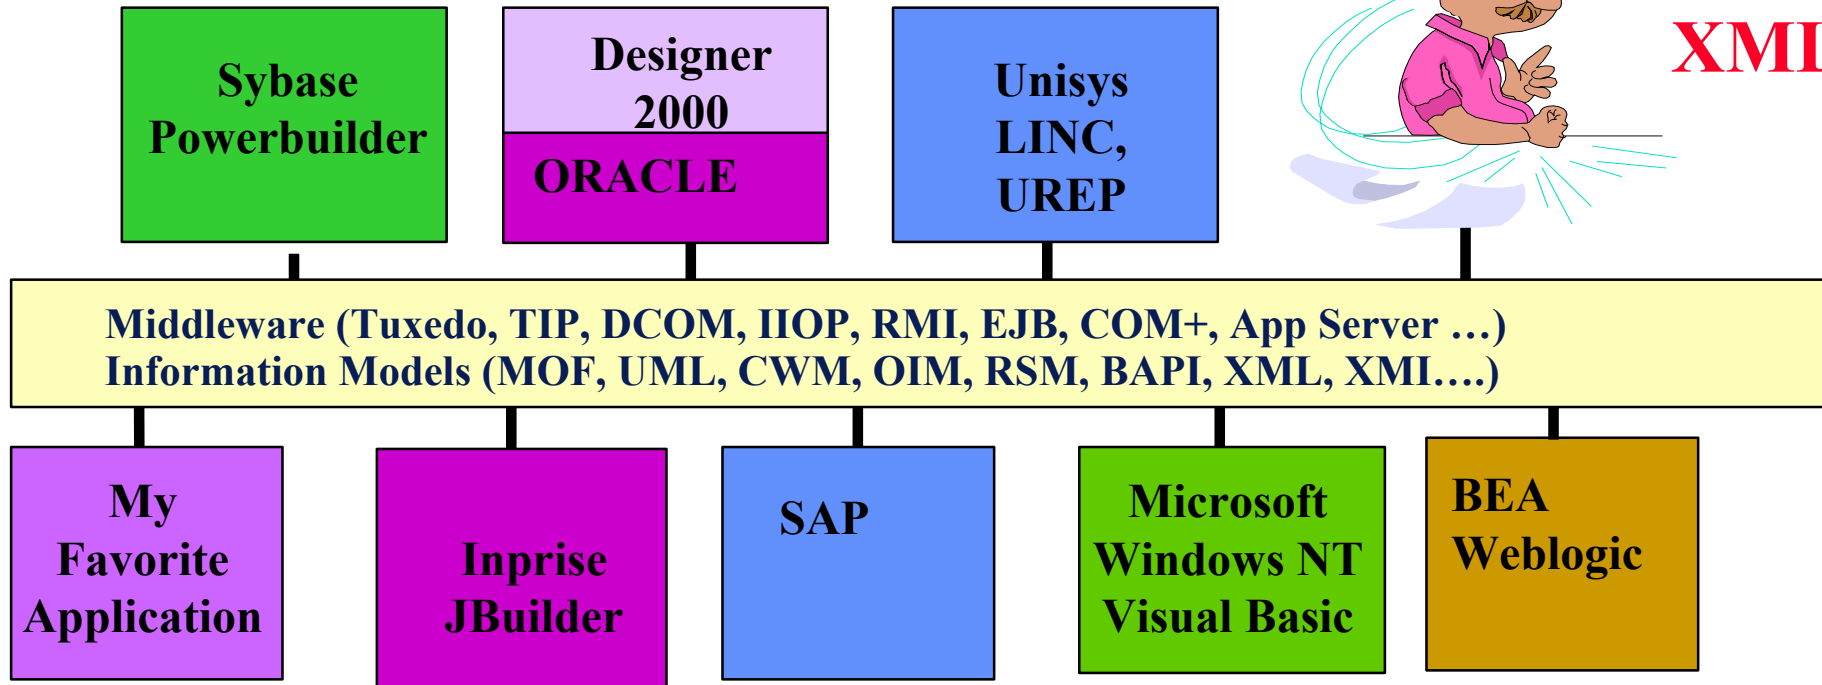 Sybase
Powerbuilder
Designer
2000
ORACLE
Unisys
LINC,
UREP
XMI
Middleware (Tuxedo, TIP, DCOM, IIOP, RMI, EJB, COM+, App Server …)
Information Models (MOF, UML, CWM, OIM, RSM, BAPI, XML, XMI….)
My
Favorite
Application
Inprise
JBuilder
SAP
Microsoft
Windows NT
Visual Basic
BEA
Weblogic